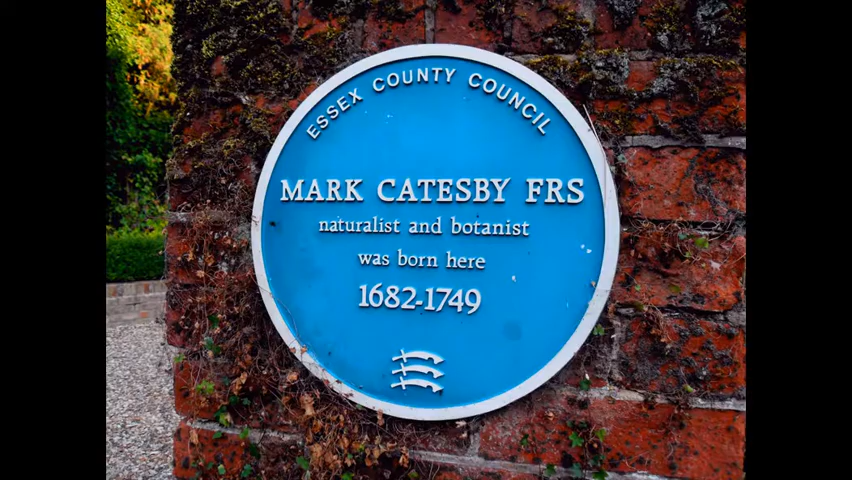 ESSEX COUNTY COUNCIL
MARK CATESBY FRS
naturalist and botanist
was born here
1682-1749